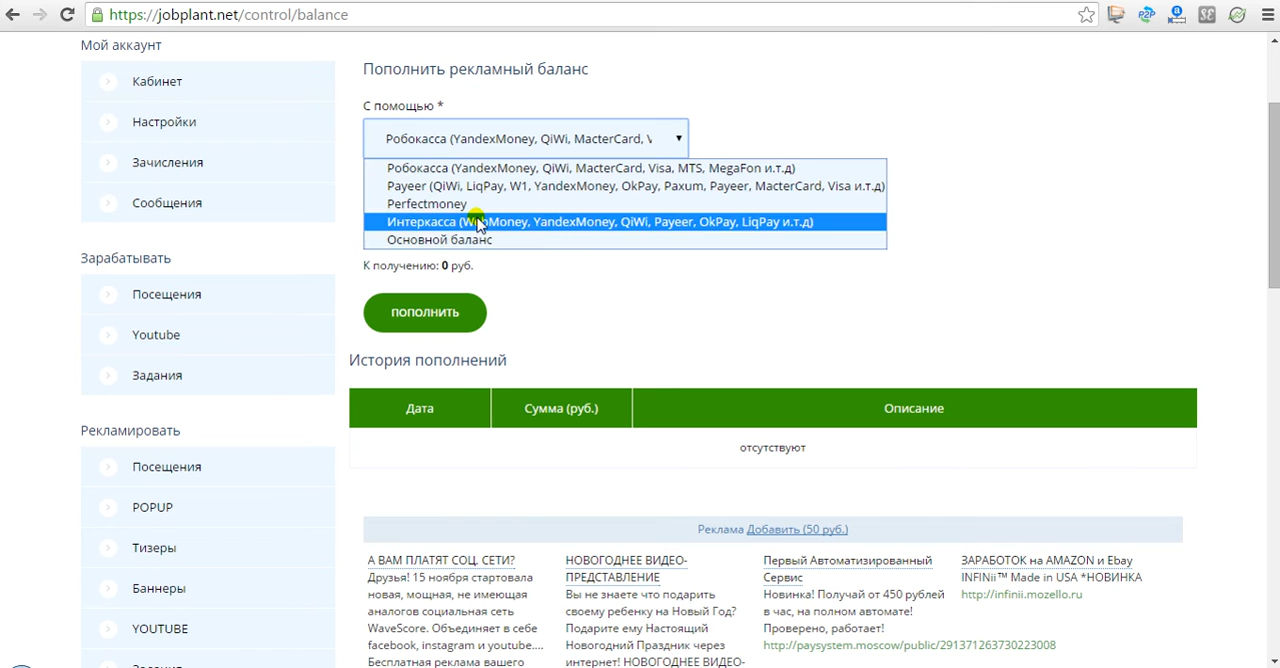 https://jobplant.net/control/balance
Мой аккаунт
Кабинет
Настройки
Зачисления
Сообщения
Зарабатывать
Посещения
Youtube
Задания
Рекламировать
Посещения
POPUP
Тизеры
Баннеры
YOUTUBE
Пополнить рекламный баланс
С помощью *
Робокасса (YandexMoney, QiWi, MacterCard, V
Робокасса (YandexMoney, QiWi, MacterCard, Visa, MTS, MegaFon и.т.д)
Payeer (QiWi, LiqPay, W1, YandexMoney, OkPay, Paxum, Payeer, MacterCard, Visa и.т.д)
Perfectmoney
Интеркасса (WebMoney, YandexMoney, QiWi, Payeer, OkPay, LiqPay и.т.д)
Основной баланс
К получению: 0 руб.
ПОПОЛНИТЬ
История пополнений
Дата Сумма (руб.) Описание
отсутствуют
Реклама Добавить (50 руб.)
А ВАМ ПЛАТЯТ СОЦ. СЕТИ?
Друзья! 15 ноября стартовала
новая, мощная, не имеющая
аналогов социальная сеть
WaveScore. Объединяет в себе
facebook, instagram и youtube....
Бесплатная реклама вашего
НОВОГОДНЕЕ ВИДЕО-
ПРЕДСТАВЛЕНИЕ
Вы не знаете что подарить
своему ребенку на Новый Год?
Подарите ему Настоящий
Новогодний Праздник через
интернет! НОВОГОДНЕЕ ВИДЕО-
Первый Автоматизированный
Сервис
Новинка! Получай от 450 рублей
в час, на полном автомате!
Проверено, работает!
http://paysystem.moscow/public/291371263730223008
ЗАРАБОТОК на AMAZON и Ebay
INFINii™ Made in USA *НОВИНКА
http://infinii.mozello.ru